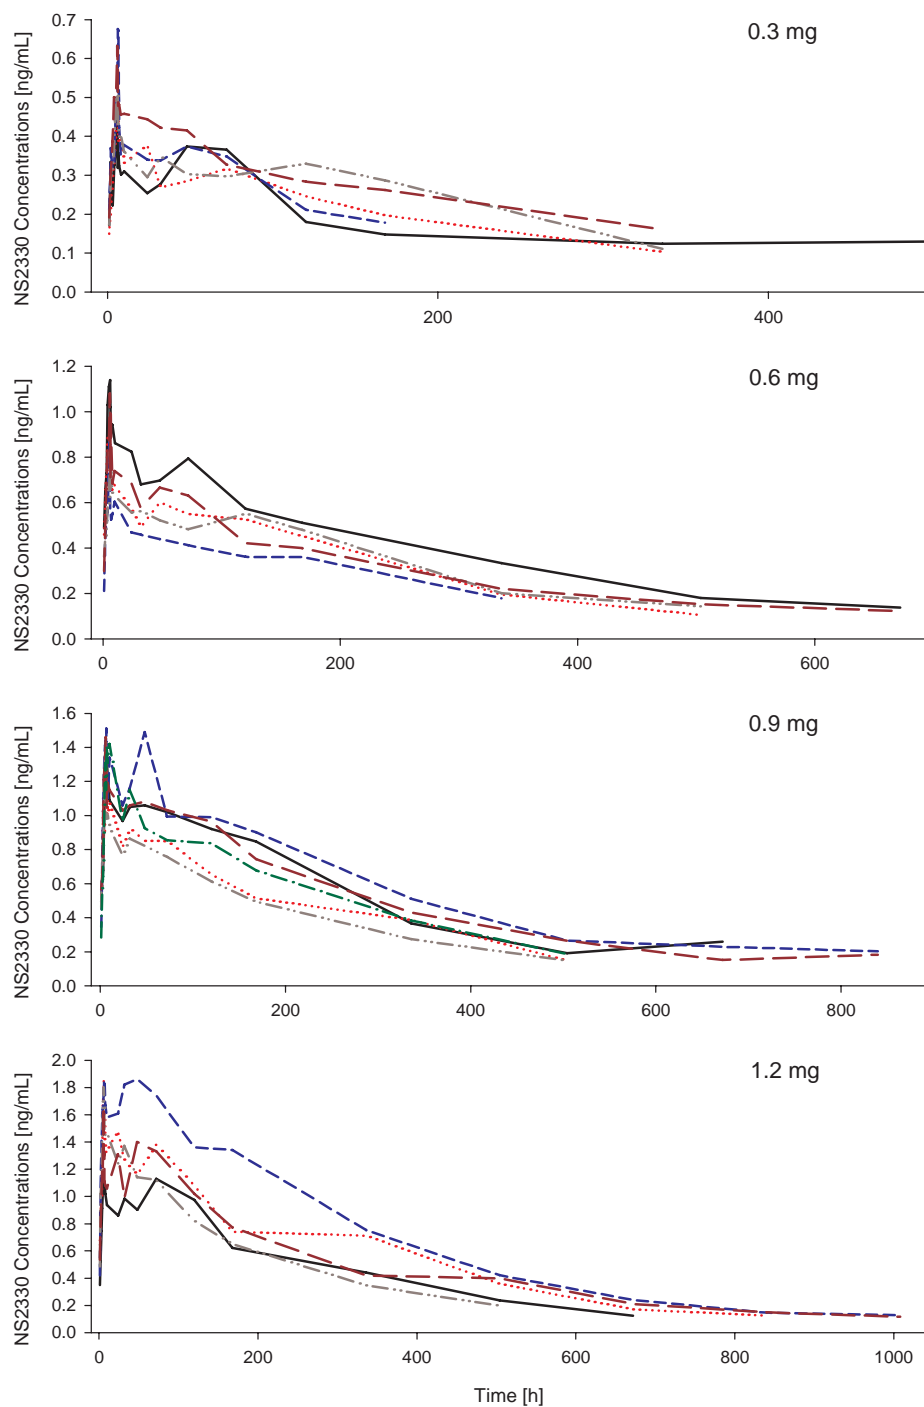 0.3 mg
NS2330 Concentrations [ng/mL]
0.7
0.6
0.5
0.4
0.3
0.2
0.1
0.0
0 200 400
0.6 mg
NS2330 Concentrations [ng/mL]
1.2
1.0
0.8
0.6
0.4
0.2
0.0
0 200 400 600
0.9 mg
NS2330 Concentrations [ng/mL]
1.6
1.4
1.2
1.0
0.8
0.6
0.4
0.2
0.0
0 200 400 600 800
1.2 mg
NS2330 Concentrations [ng/mL]
2.0
1.8
1.6
1.4
1.2
1.0
0.8
0.6
0.4
0.2
0.0
0 200 400 600 800 1000
Time [h]